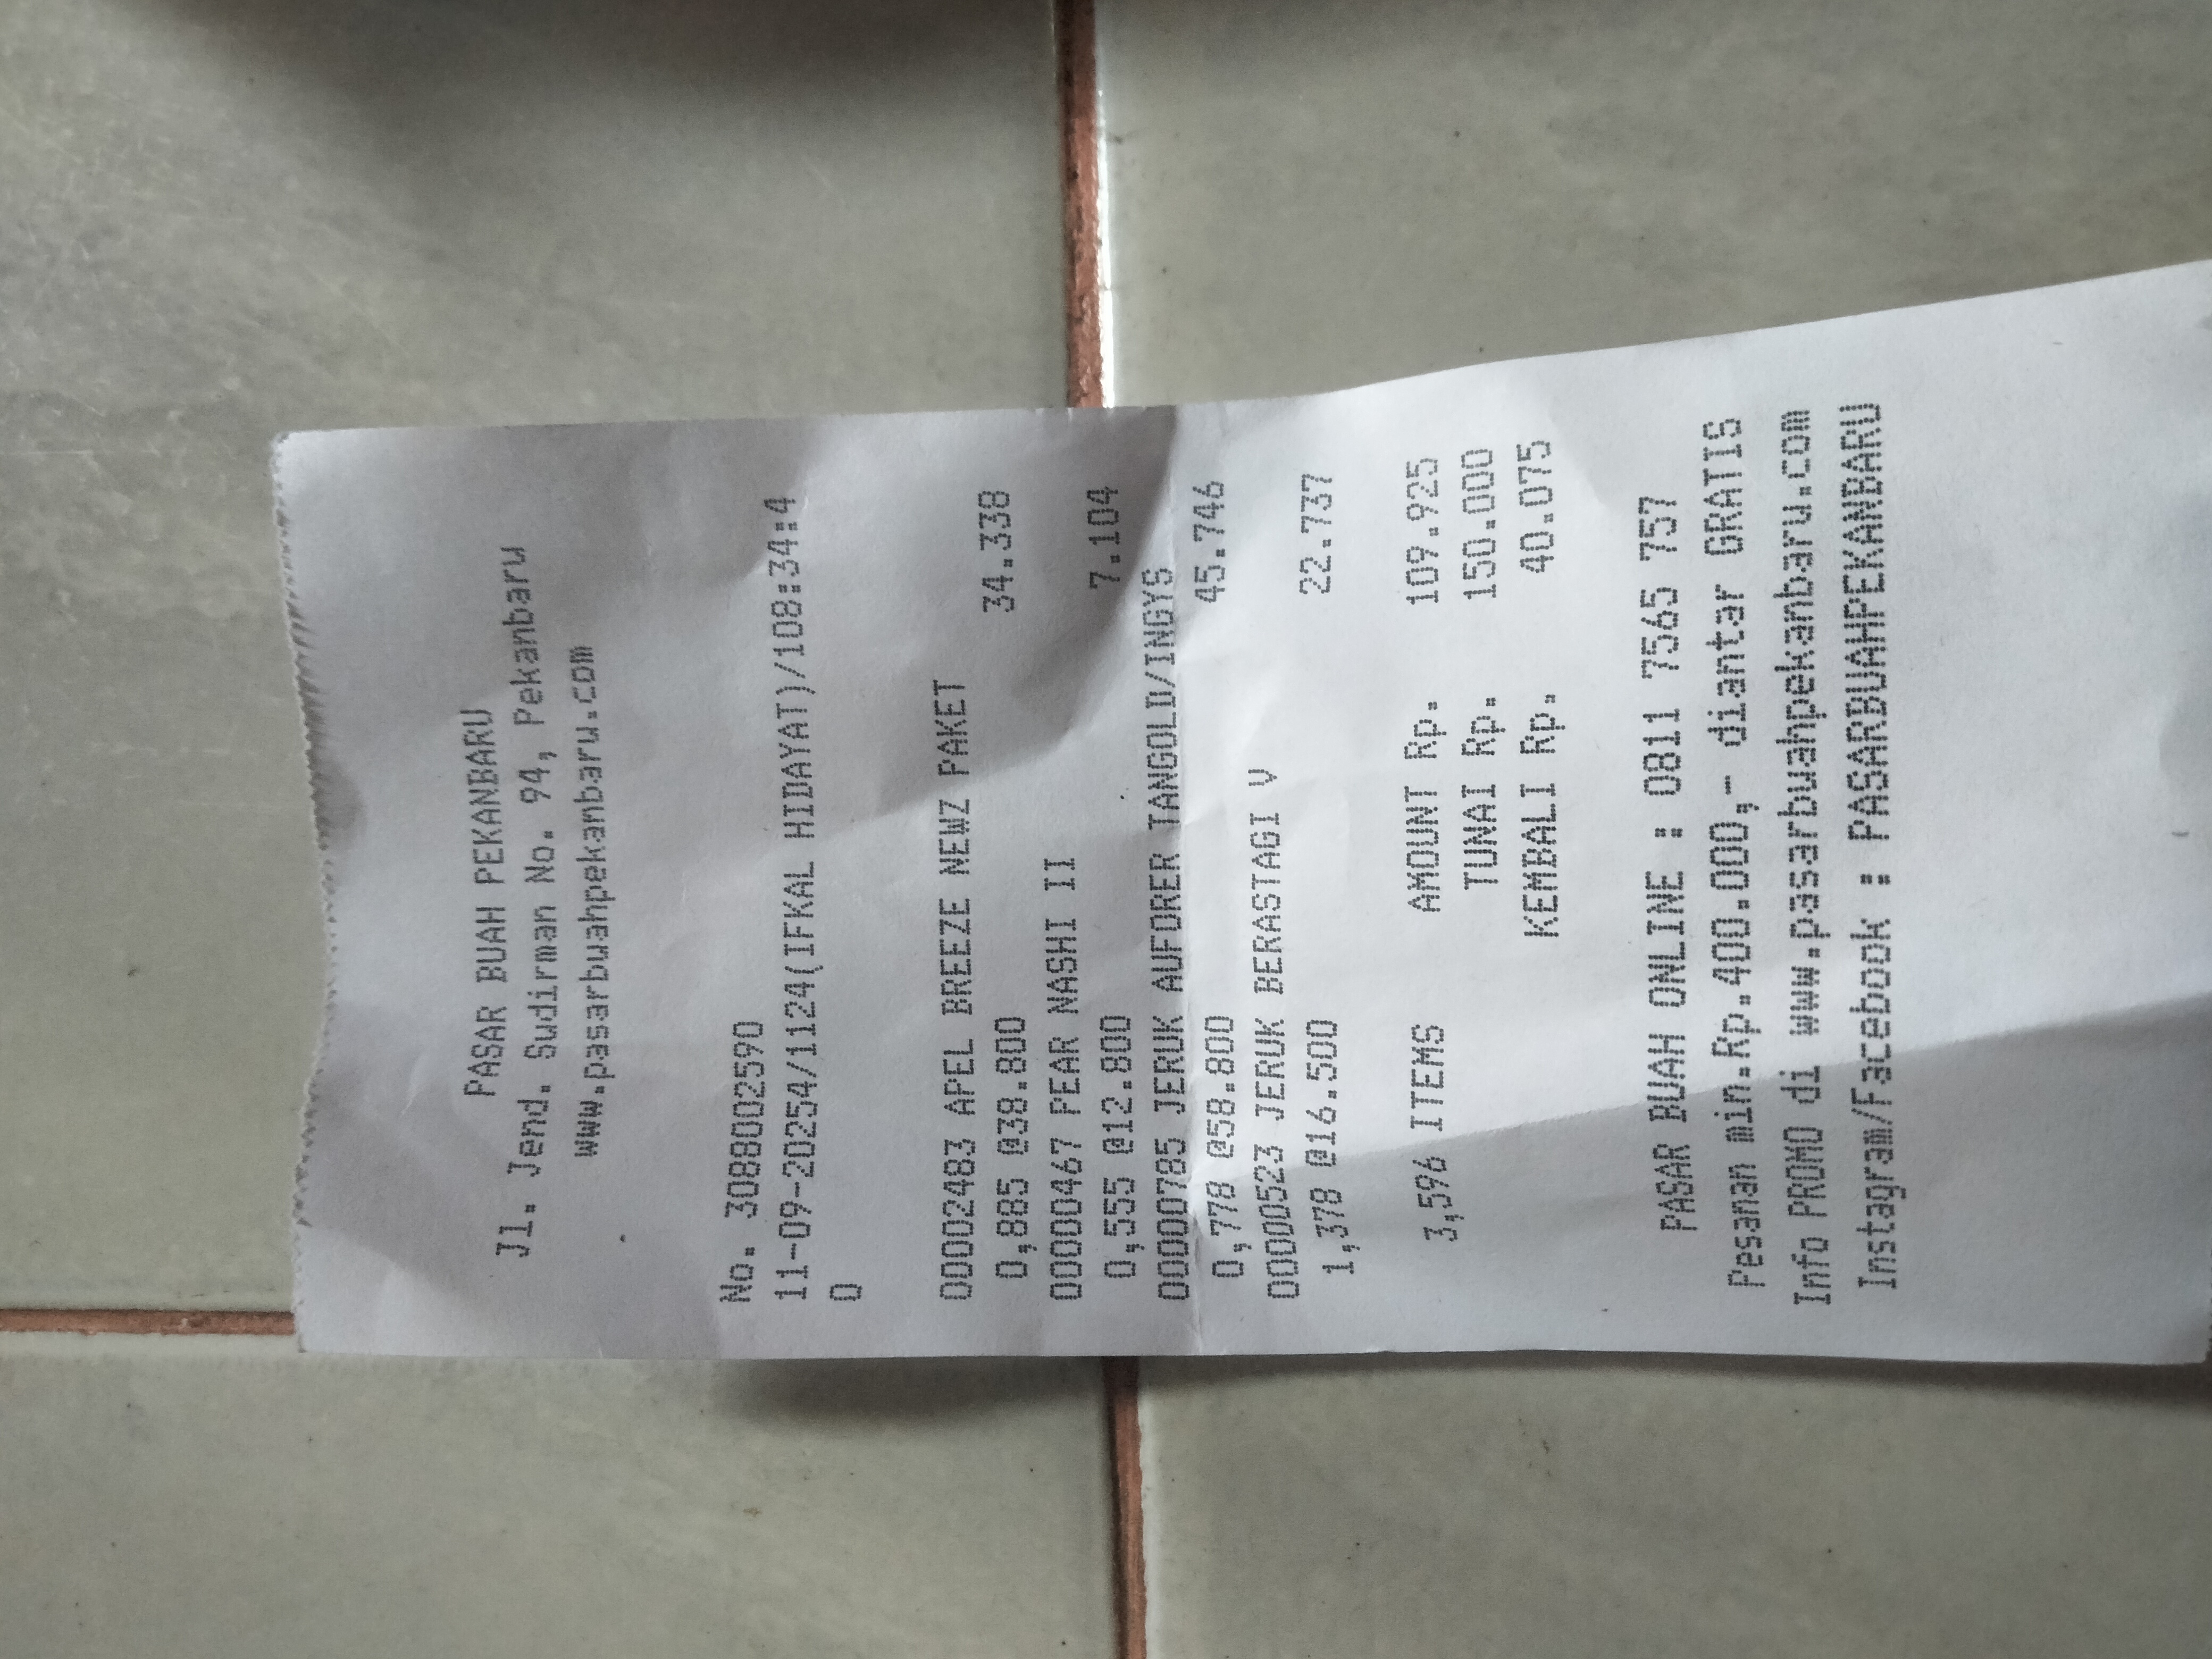 PASAR BUAH PEKANBARU
Jl. Jend. Sudirman No. 94, Pekanbaru
www.pasarbuahpekanbaru.com
No. 3088002590
11-09-20254/1124(IFKAL HIDAYAT)/108:34:4
0
00002483 APEL BREEZE NEWZ PAKET
0,885 @38.800 34.338
00000467 PEAR NASHI II
0,555 @12.800 7.104
00000785 JERUK AUFORER TANGOLD/INGYS
0,778 @58.800 45.746
00000523 JERUK BERASTAGI V
1,378 @16.500 22.737
3,596 ITEMS AMOUNT Rp. 109.925
TUNAI Rp. 150.000
KEMBALI Rp. 40.075
PASAR BUAH ONLINE : 0811 7565 757
Pesanan min.Rp.400.000,- diantar GRATIS
Info PROMO di www.pasarbuahpekanbaru.com
Instagram/Facebook : PASARBUAHPEKANBARU